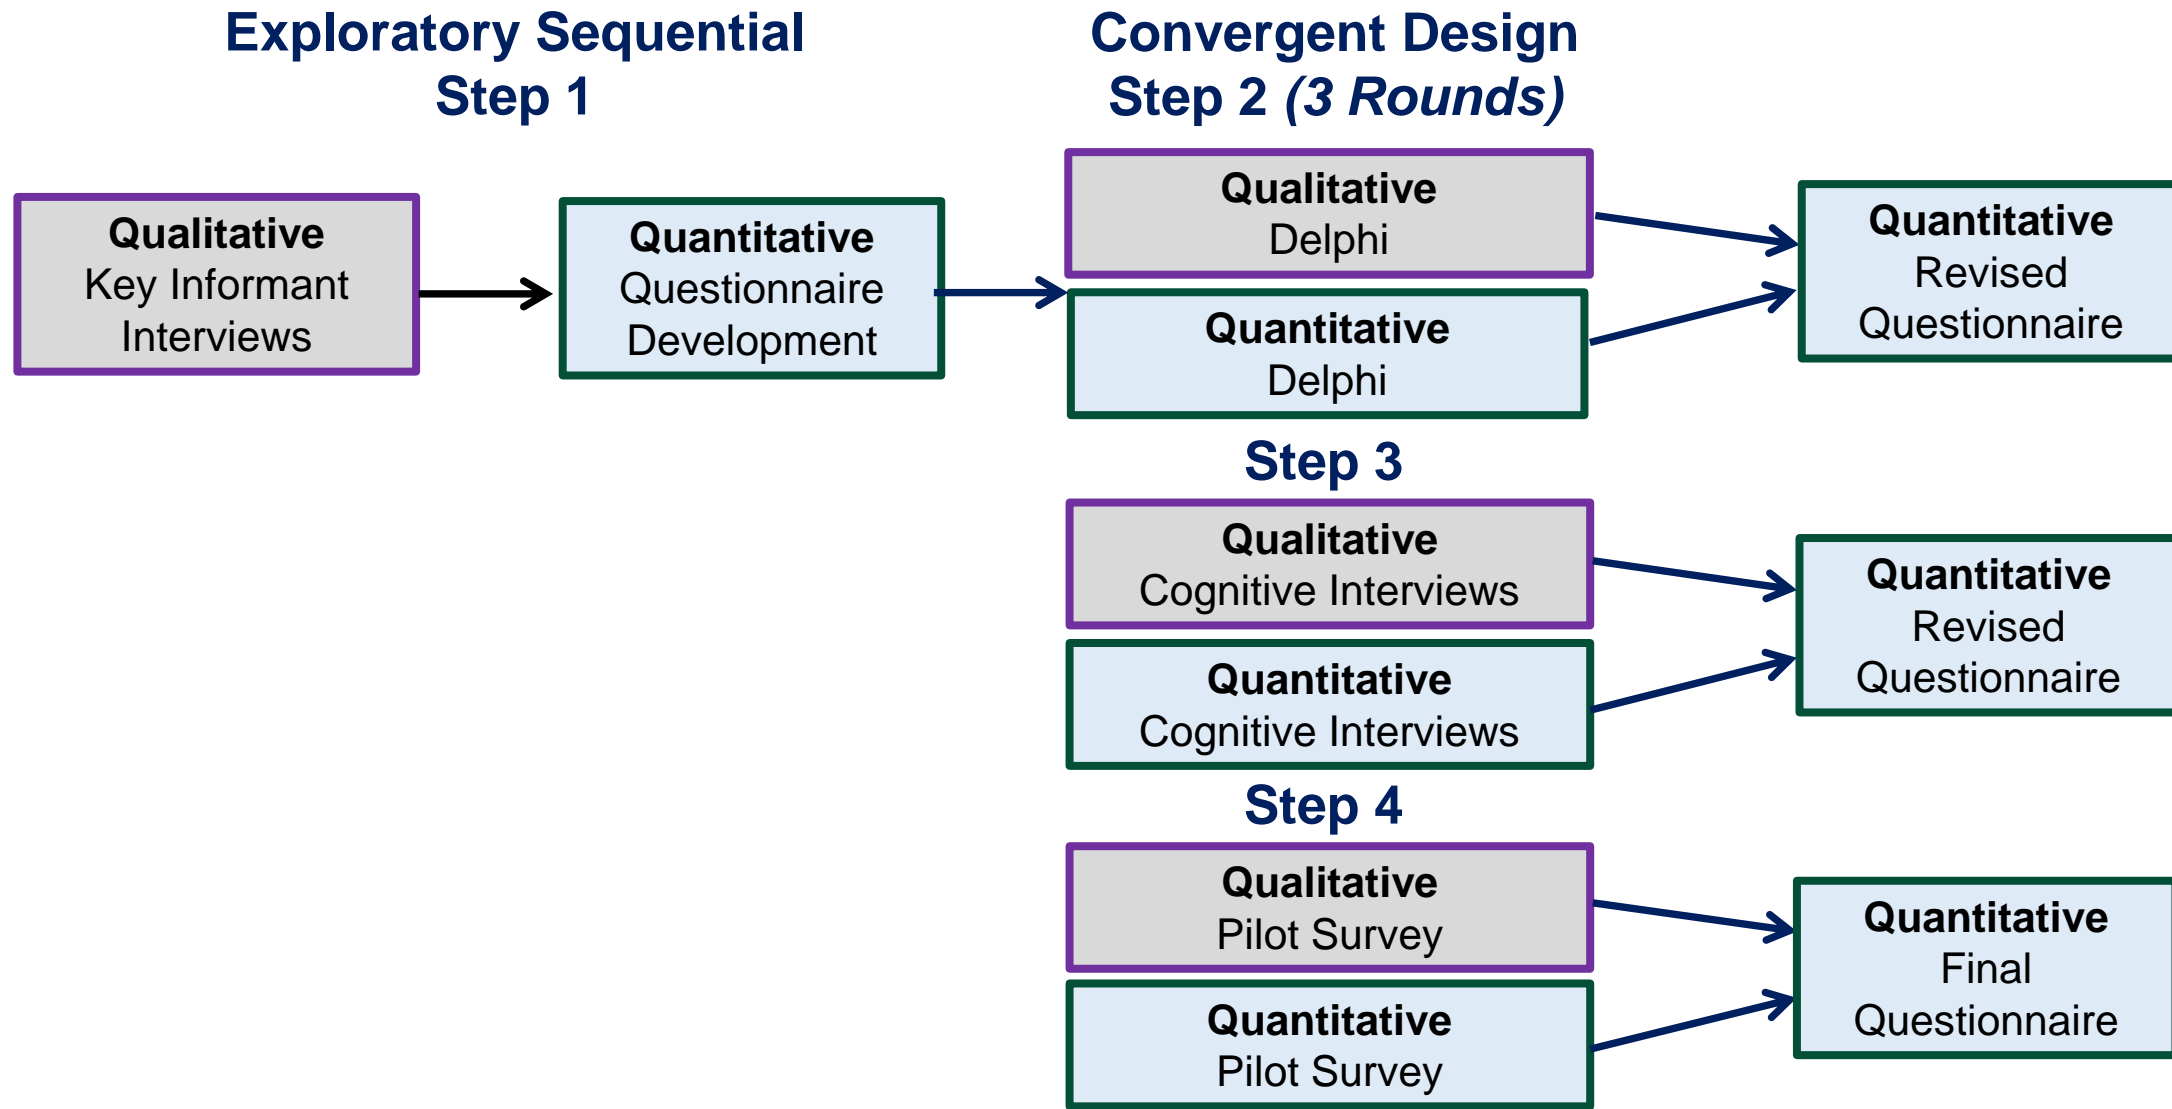 Exploratory Sequential
Step 1
Convergent Design
Step 2 (3 Rounds)
Qualitative
Key Informant
Interviews
Quantitative
Questionnaire
Development
Qualitative
Delphi
Quantitative
Delphi
Quantitative
Revised
Questionnaire
Step 3
Qualitative
Cognitive Interviews
Quantitative
Cognitive Interviews
Quantitative
Revised
Questionnaire
Step 4
Qualitative
Pilot Survey
Quantitative
Pilot Survey
Quantitative
Final
Questionnaire